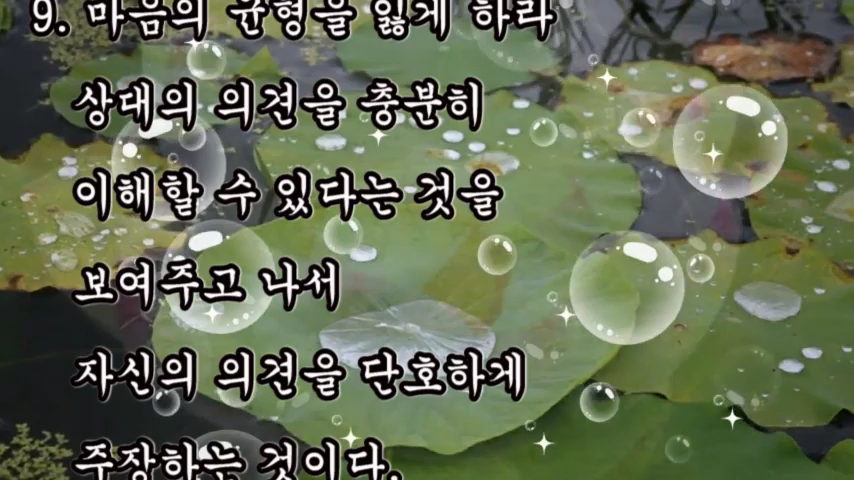 9. 마음의 균형을 잃게 하라
상대의 의견을 충분히
이해할 수 있다는 것을
보여주고 나서
자신의 의견을 단호하게
주장하는 것이다.